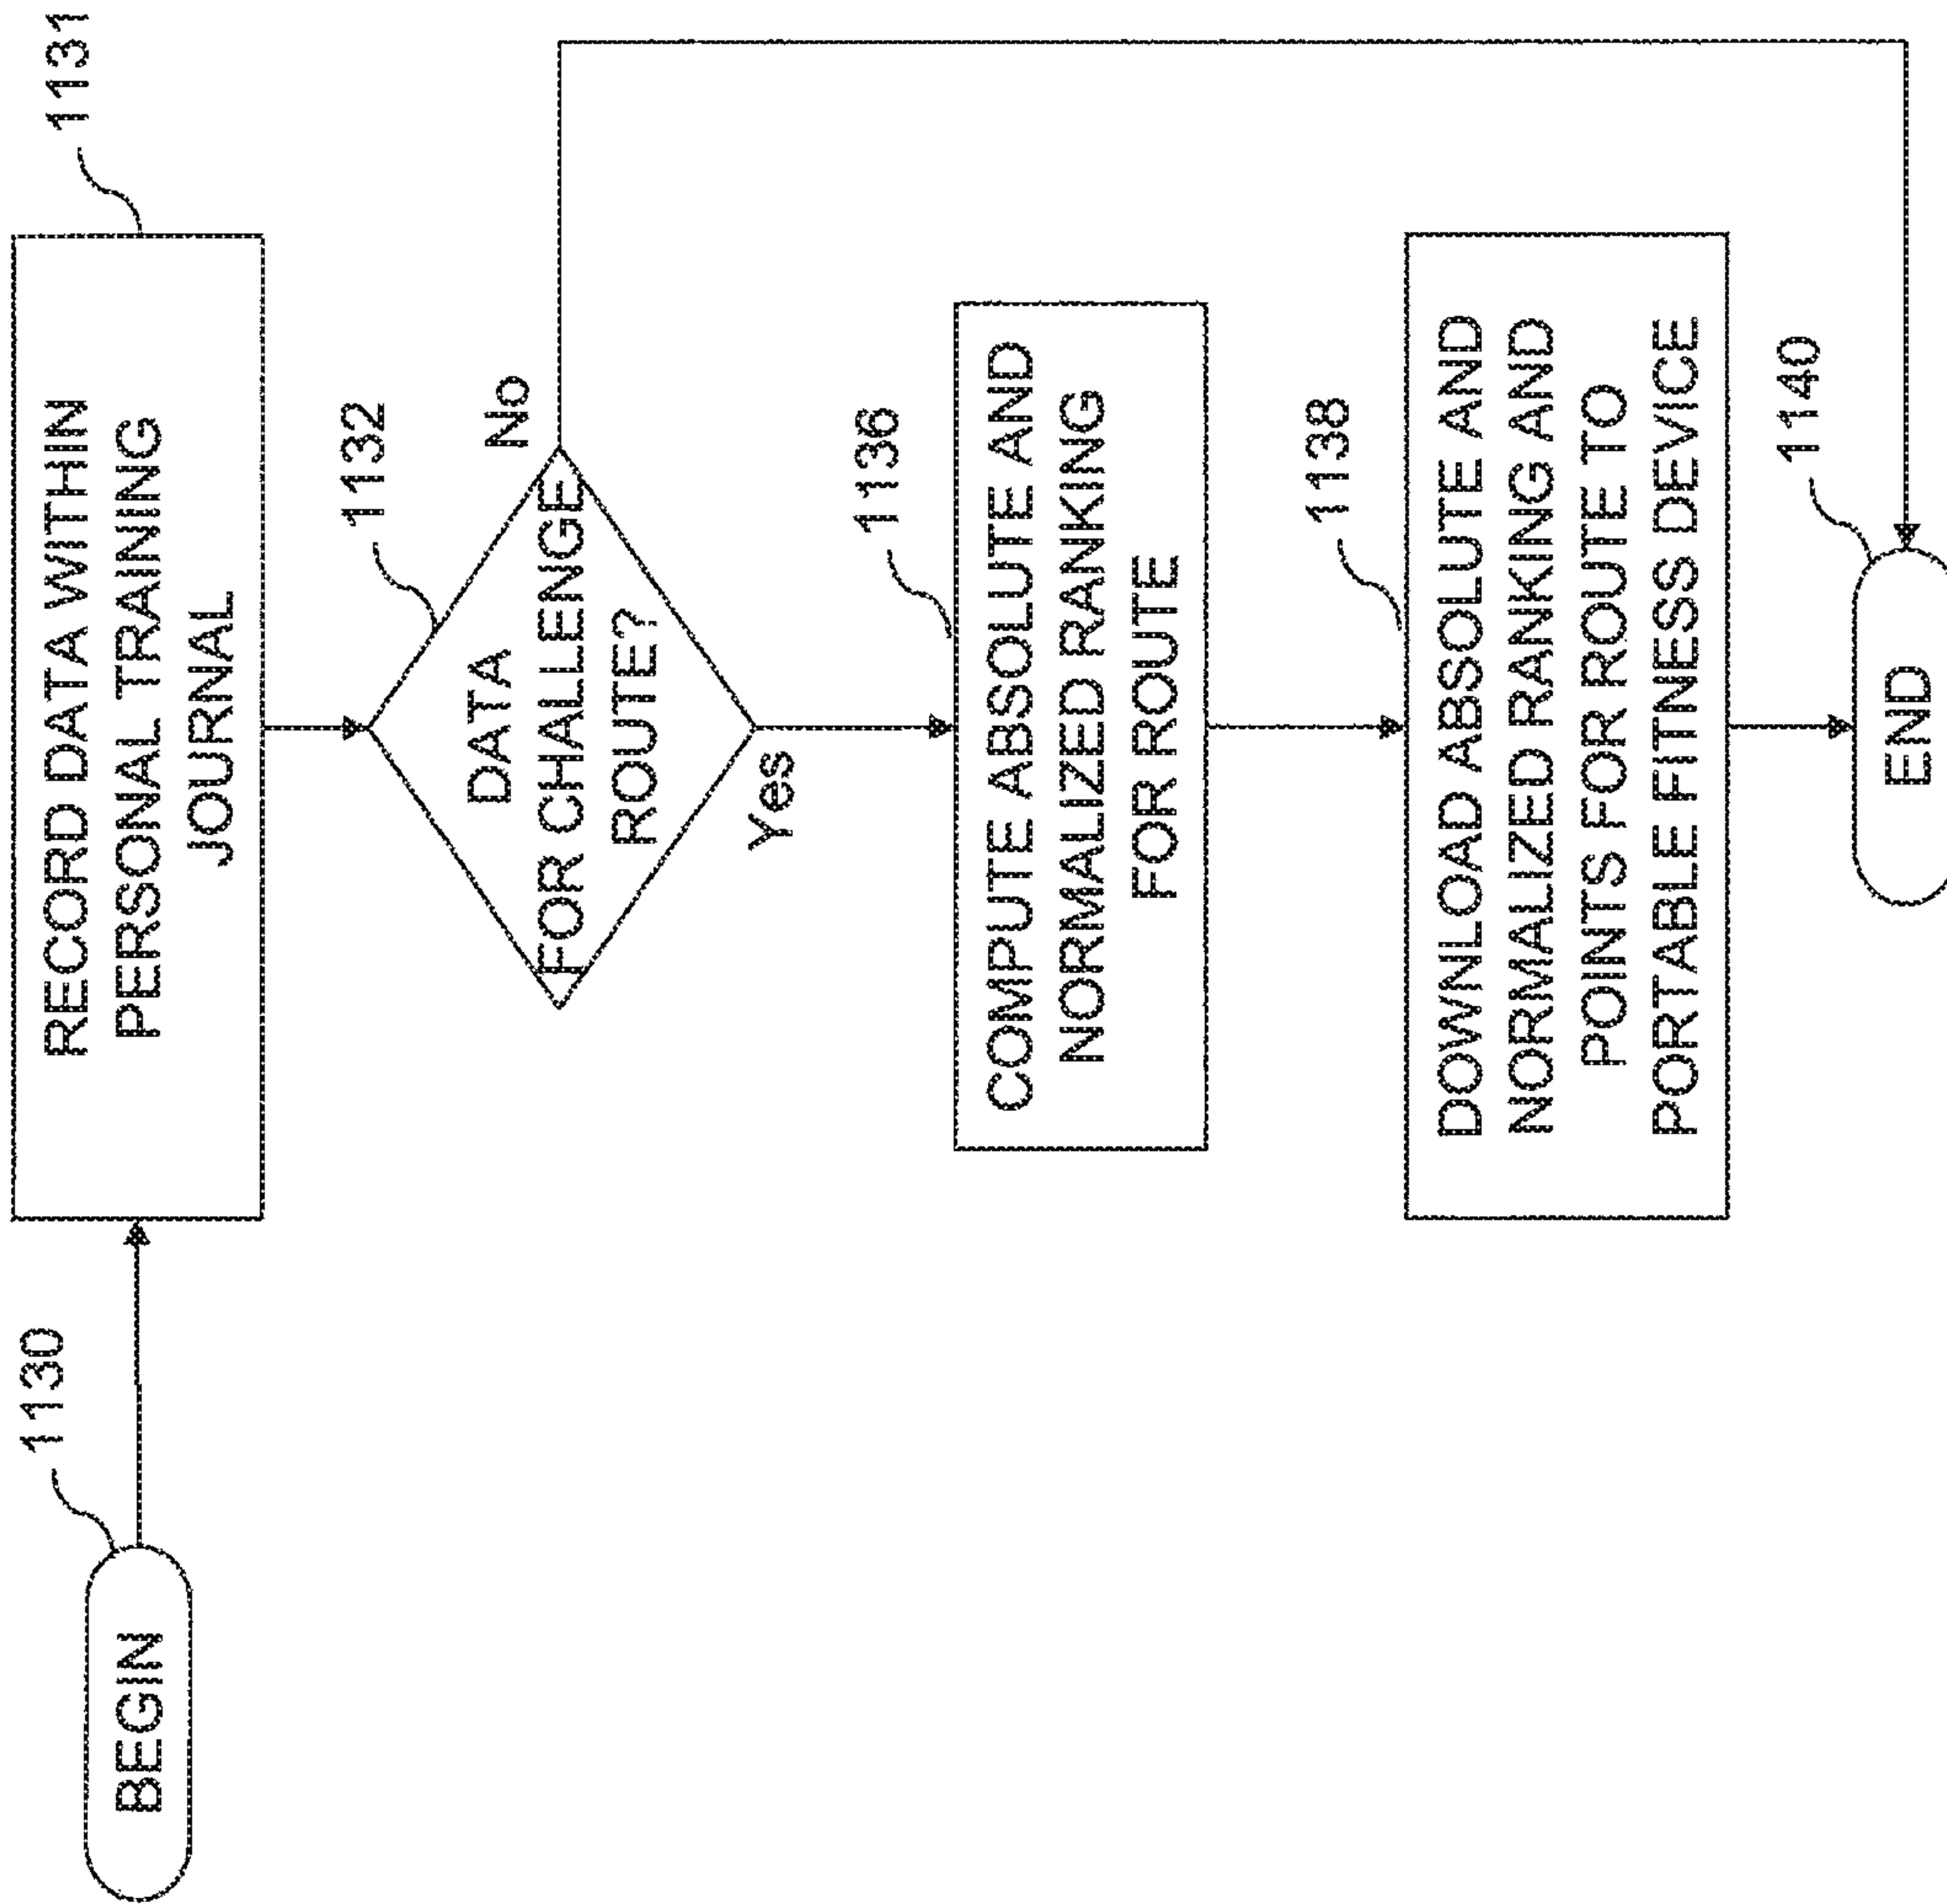 1130
BEGIN
1131
RECORD DATA WITHIN
PERSONAL TRAINING
JOURNAL
1132
DATA
FOR CHALLENGE
ROUTE?
No
Yes
1136
COMPUTE ABSOLUTE AND
NORMALIZED RANKING
FOR ROUTE
1138
DOWNLOAD ABSOLUTE AND
NORMALIZED RANKING AND
POINTS FOR ROUTE TO
PORTABLE FITNESS DEVICE
1140
END